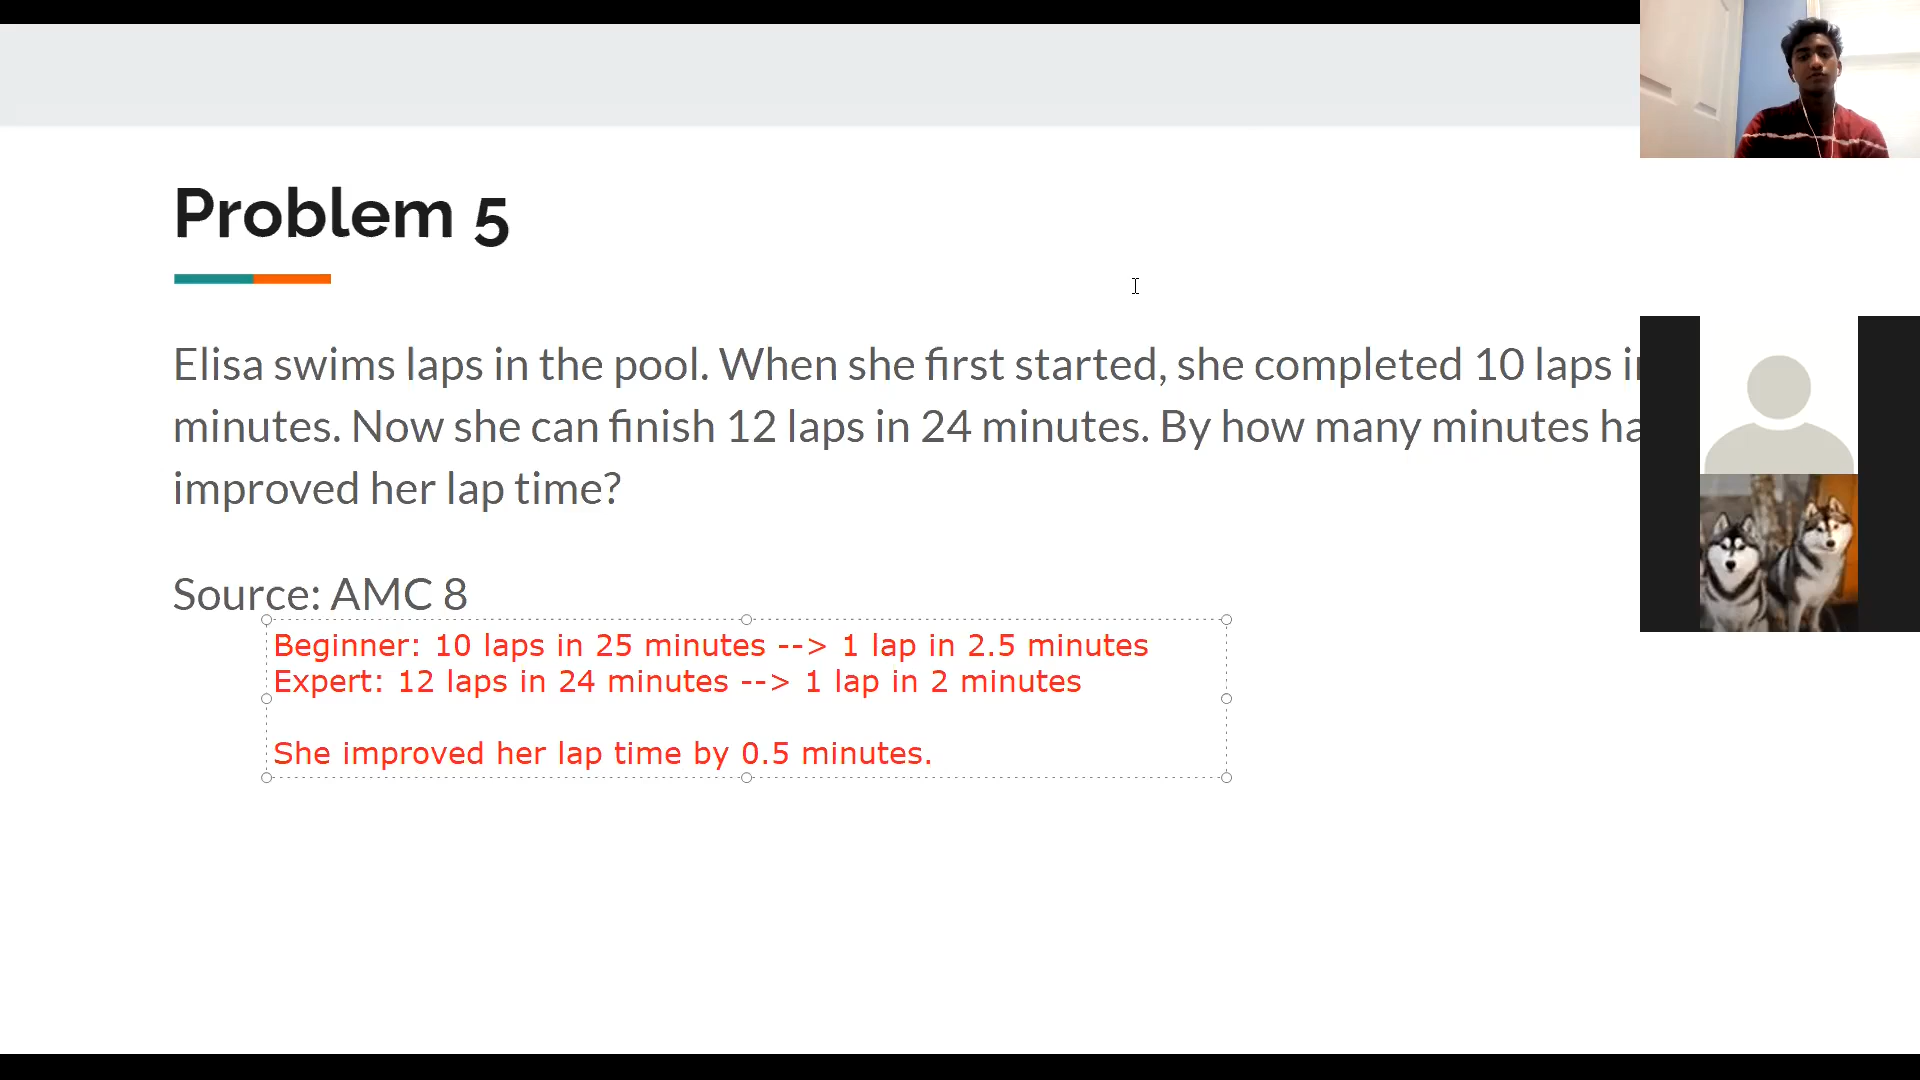 Problem 5
Elisa swims laps in the pool. When she first started, she completed 10 laps
minutes. Now she can finish 12 laps in 24 minutes. By how many minutes
improved her lap time?
Source: AMC 8
Beginner: 10 laps in 25 minutes --> 1 lap in 2.5 minutes
Expert: 12 laps in 24 minutes --> 1 lap in 2 minutes
She improved her lap time by 0.5 minutes.